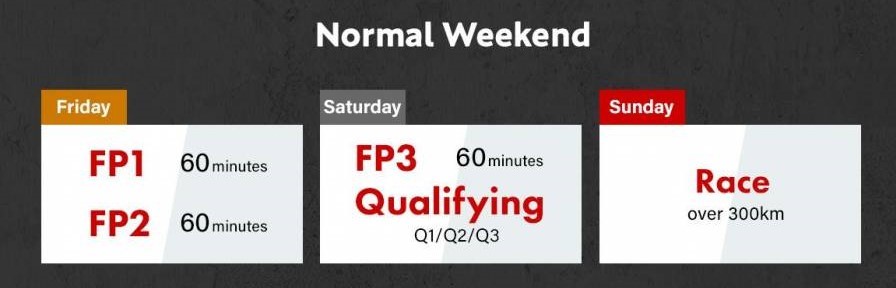 Normal Weekend
Friday
FP1 60 minutes
FP2 60 minutes
Saturday
FP3 60 minutes
Qualifying
Q1/Q2/Q3
Sunday
Race
over 300km